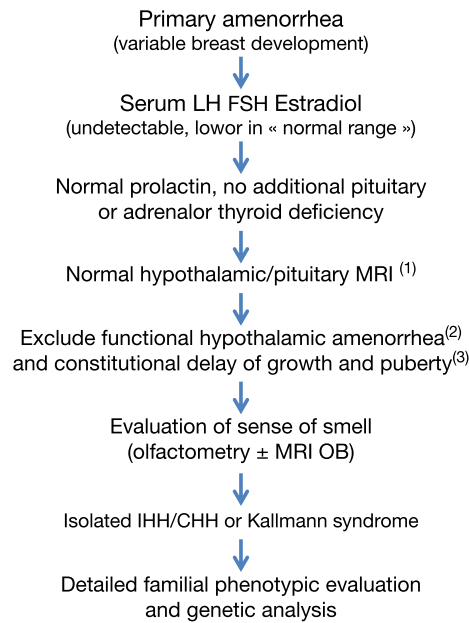 Primary amenorrhea
(variable breast development)
Serum LH FSH Estradiol
(undetectable, lowor in « normal range »)
Normal prolactin, no additional pituitary
or adrenalor thyroid deficiency
Normal hypothalamic/pituitary MRI (1)
Exclude functional hypothalamic amenorrhea(2)
and constitutional delay of growth and puberty(3)
Evaluation of sense of smell
(olfactometry ± MRI OB)
Isolated IHH/CHH or Kallmann syndrome
Detailed familial phenotypic evaluation
and genetic analysis